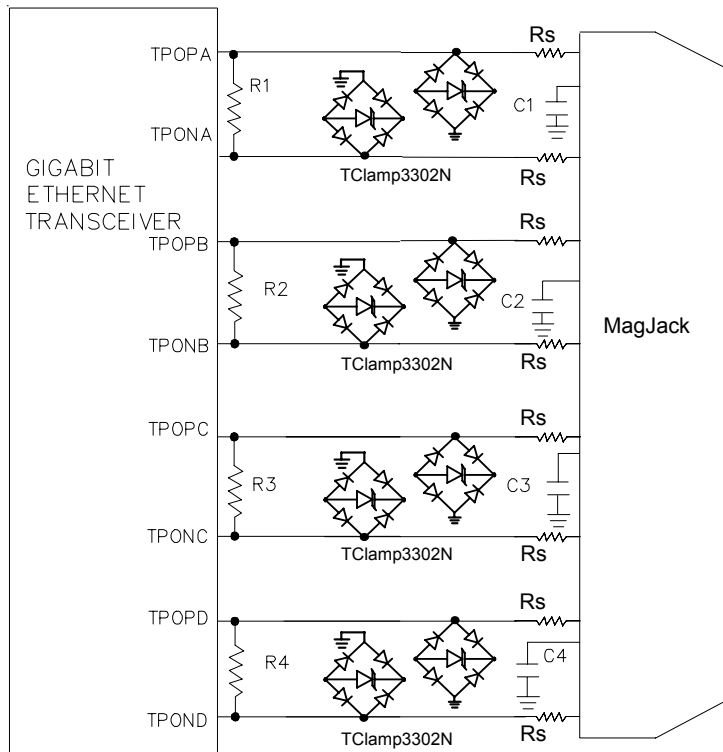 TPOPA
Rs
R1
C1
TPONA
TClamp3302N
Rs
GIGABIT
ETHERNET
TRANSCEIVER
TPOPB
Rs
R2
C2
MagJack
TPONB
TClamp3302N
Rs
TPOPC
Rs
R3
C3
TPONC
TClamp3302N
Rs
TPOPD
Rs
R4
C4
TPOND
TClamp3302N
Rs